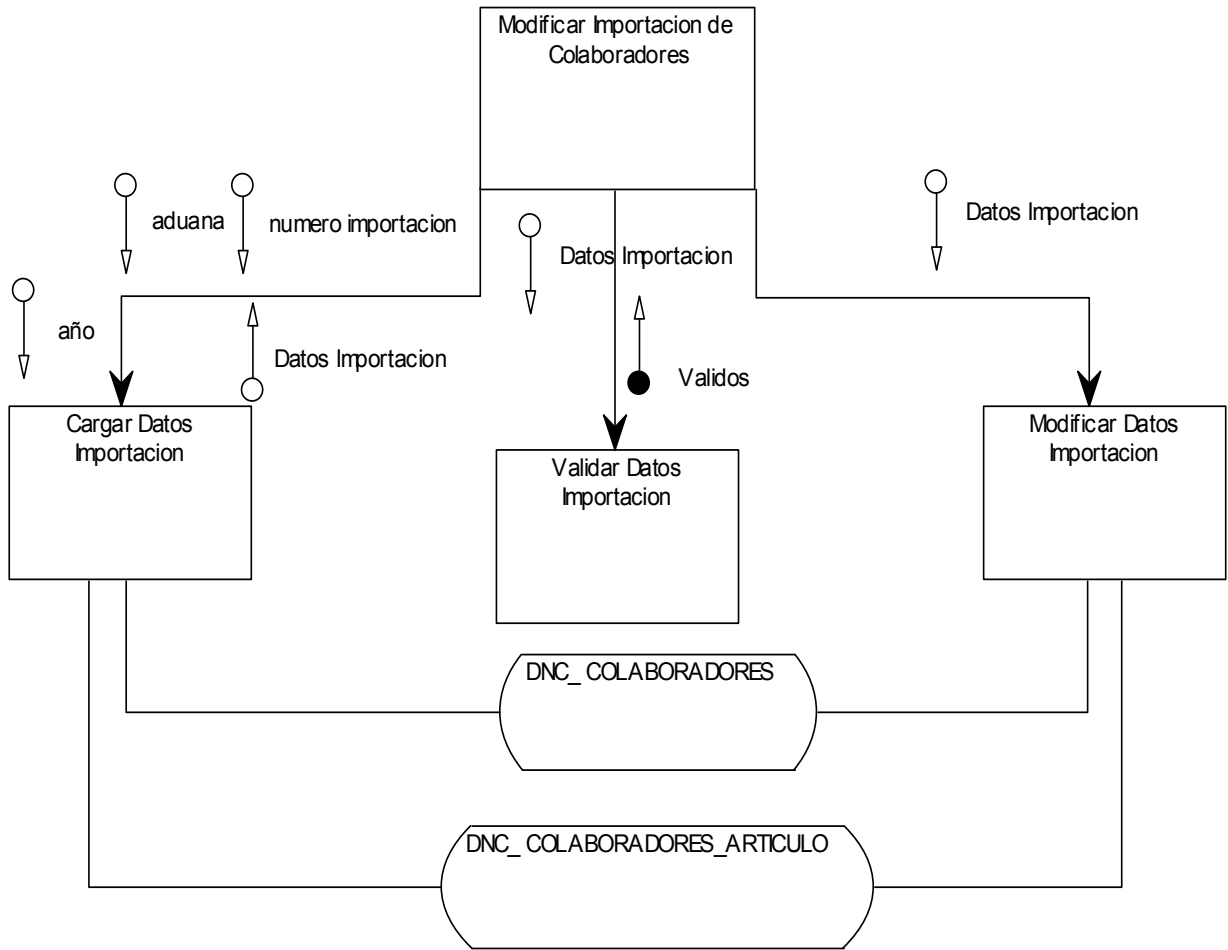 Modificar Importacion de
Colaboradores
aduana
numero importacion
Datos Importacion
Datos Importacion
año
Datos Importacion
Validos
Cargar Datos
Importacion
Validar Datos
Importacion
Modificar Datos
Importacion
DNC_ COLABORADORES
DNC_ COLABORADORES_ARTICULO